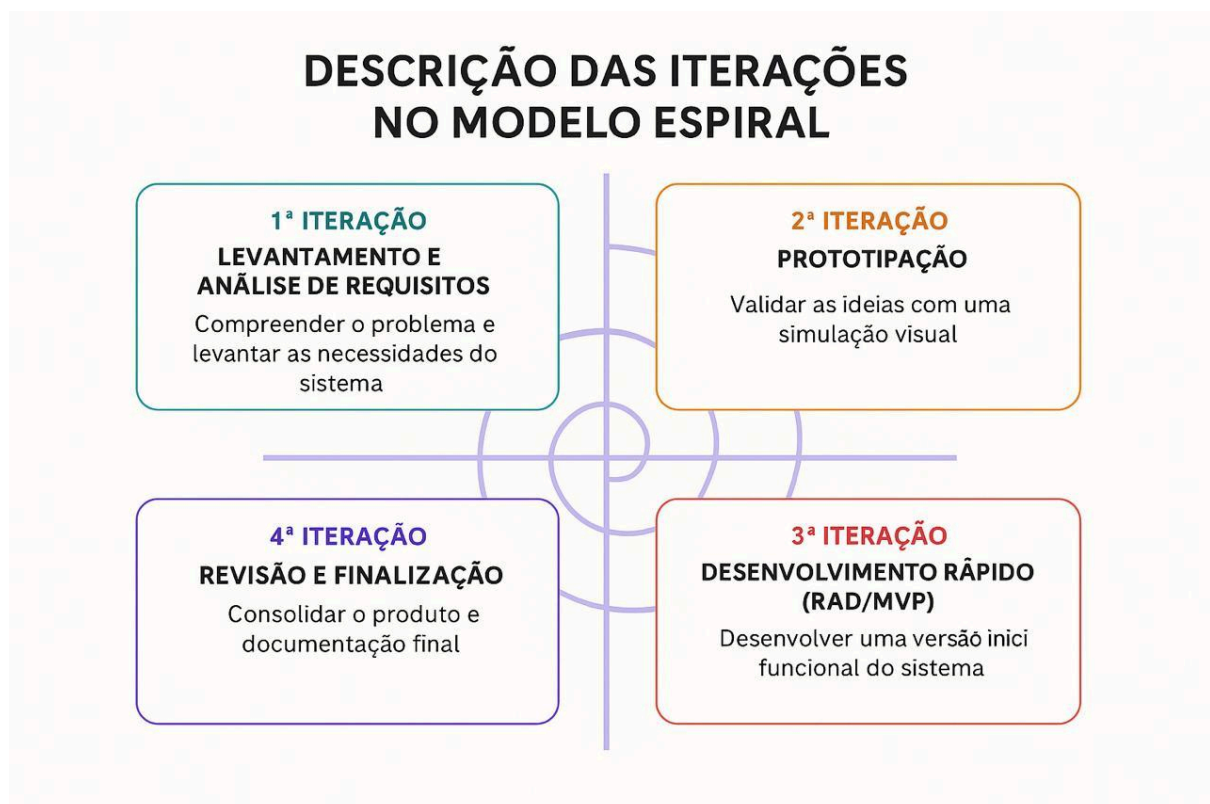 DESCRIÇÃO DAS ITERAÇÕES
NO MODELO ESPIRAL
1ª ITERAÇÃO
LEVANTAMENTO E
ANÃLISE DE REQUISITOS
Compreender o problema e
levantar as necessidades do
sistema
2ª ITERAÇÃO
PROTOTIPAÇÃO
Validar as ideias com uma
simulação visual
3ª ITERAÇÃO
DESENVOLVIMENTO RÂPIDO
(RAD/MVP)
Desenvolver uma versão inici
funcional do sistema
4ª ITERAÇÃO
REVISÃO E FINALIZAÇÃO
Consolidar o produto e
documentação final